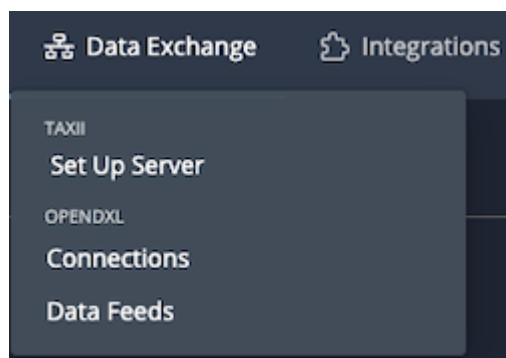 Data Exchange Integrations
TAXII
Set Up Server
OPENDXL
Connections
Data Feeds